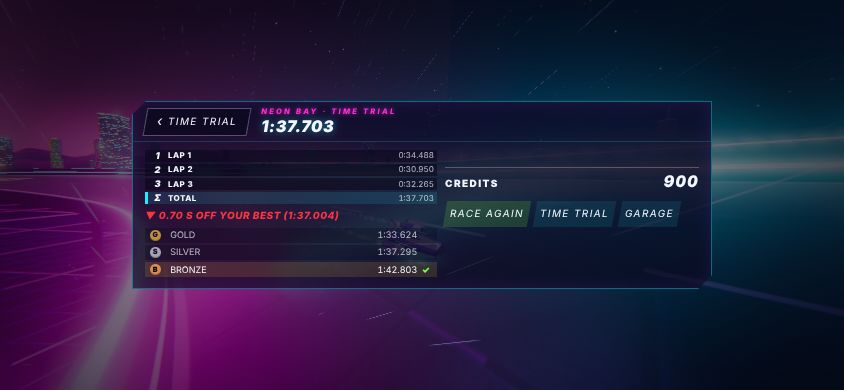 ‹ TIME TRIAL
NEON BAY · TIME TRIAL
1:37.703
1 LAP 1 0:34.488
2 LAP 2 0:30.950
3 LAP 3 0:32.265
Σ TOTAL 1:37.703
▼ 0.70 S OFF YOUR BEST (1:37.004)
G GOLD 1:33.624
S SILVER 1:37.295
B BRONZE 1:42.803 ✓
CREDITS 900
RACE AGAIN TIME TRIAL GARAGE